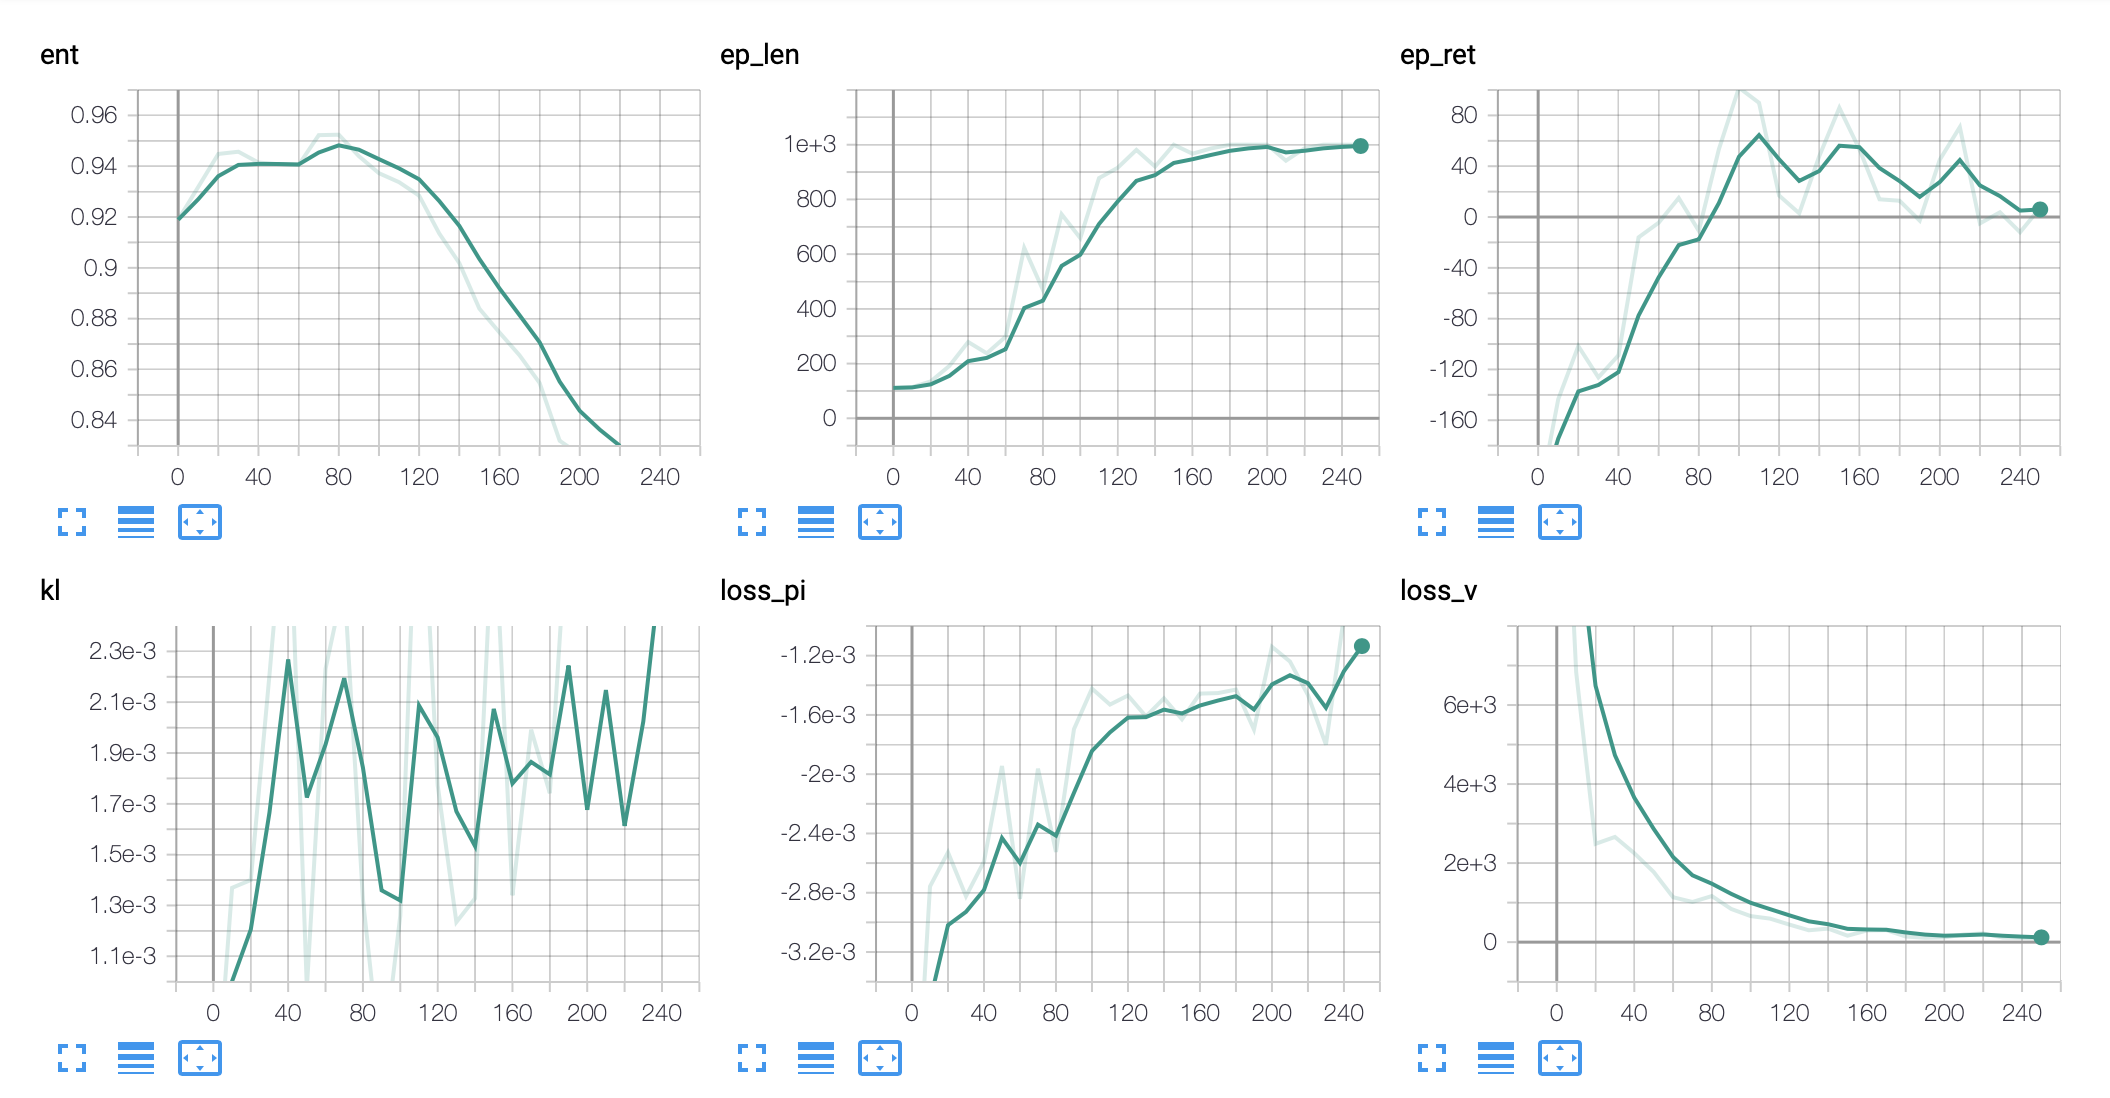 ent
0.96
0.94
0.92
0.9
0.88
0.86
0.84
0 40 80 120 160 200 240
ep_len
1e+3
800
600
400
200
0
0 40 80 120 160 200 240
ep_ret
80
40
0
-40
-80
-120
-160
0 40 80 120 160 200 240
kl
2.3e-3
2.1e-3
1.9e-3
1.7e-3
1.5e-3
1.3e-3
1.1e-3
0 40 80 120 160 200 240
loss_pi
-1.2e-3
-1.6e-3
-2e-3
-2.4e-3
-2.8e-3
-3.2e-3
0 40 80 120 160 200 240
loss_v
6e+3
4e+3
2e+3
0
0 40 80 120 160 200 240